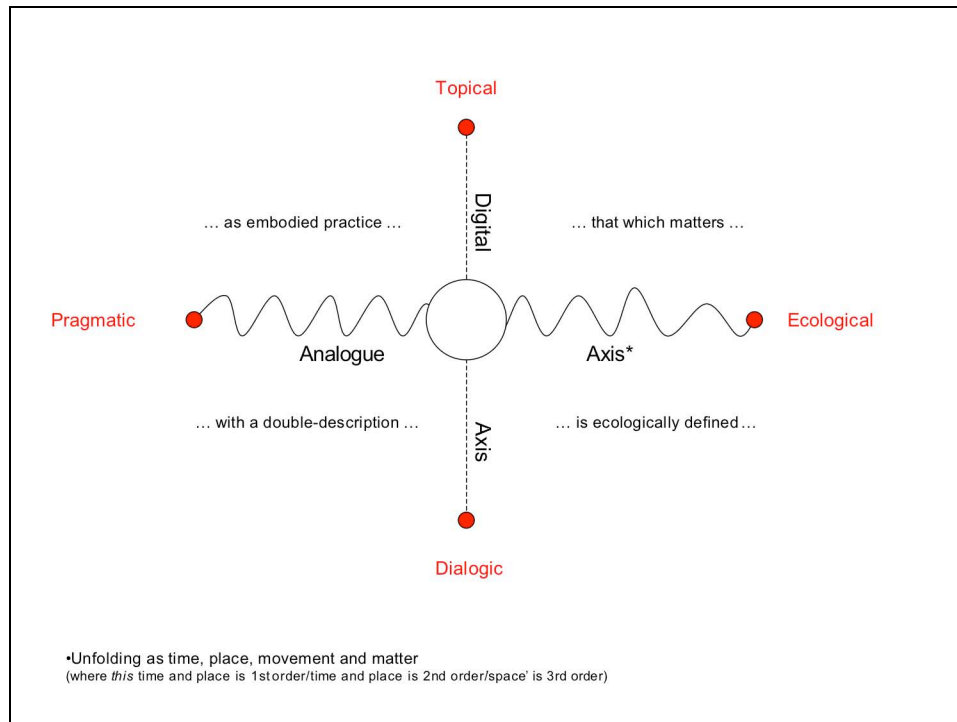 Topical
Digital
… as embodied practice …
… that which matters …
Pragmatic
Ecological
Analogue
Axis*
… with a double-description …
… is ecologically defined …
Axis
Dialogic
•Unfolding as time, place, movement and matter
(where this time and place is 1st order/time and place is 2nd order/space' is 3rd order)